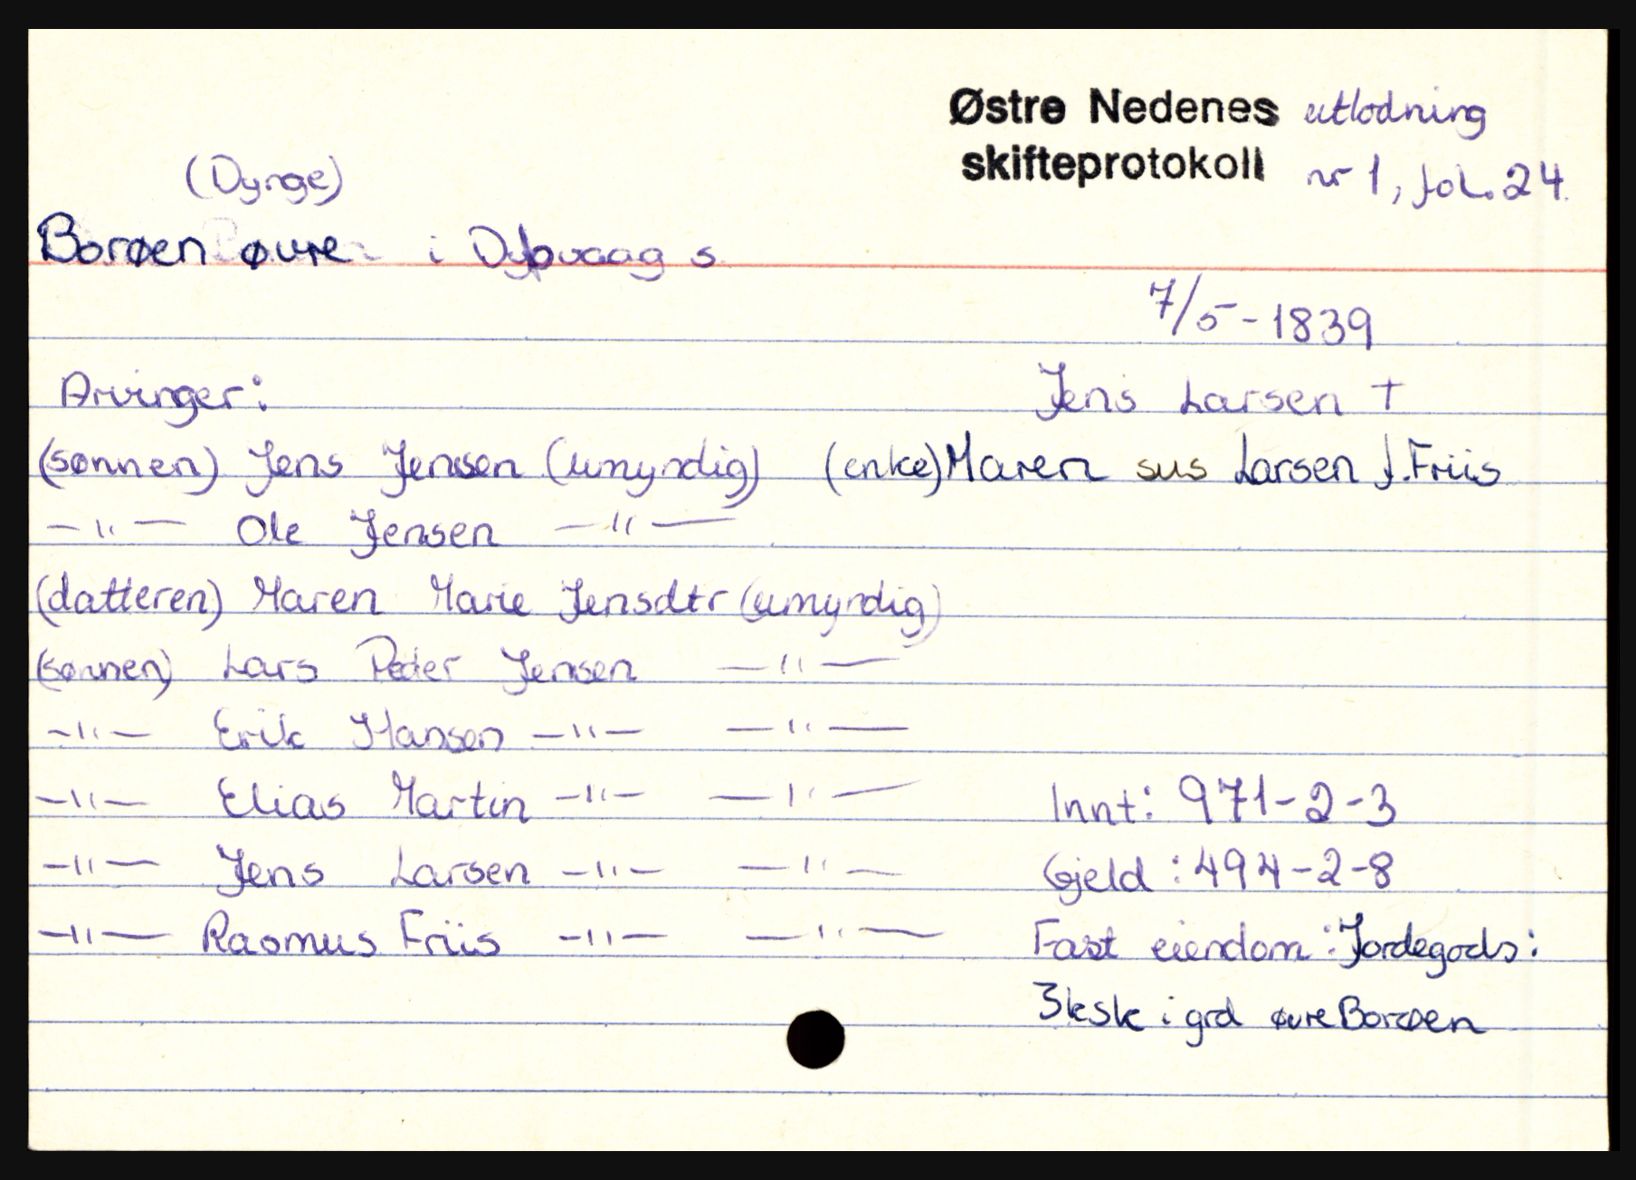 Østre Nedenes utlodning
skifteprotokoll nr 1, fol. 24.
(Dynge)
Borøen øvre i Dybvaag s
7/5-1839
Arvinger:
Jens Larsen †
(sønnen) Jens Jensen (umyndig) (enke) Maren sus Larsen f. Friis
—"— Ole Jensen —"—
(datteren) Maren Marie Jensdtr (umyndig)
(sønnen) Lars Peder Jensen —"—
—"— Erik Hansen —"— —"—
—"— Elias Martin —"— —"—
Innt: 971-2-3
—"— Jens Larsen —"— —"—
Gjeld: 494-2-8
—"— Rasmus Friis —"— —"—
Fast eiendom: Jordegods:
3 ksk i grd øvre Borøen